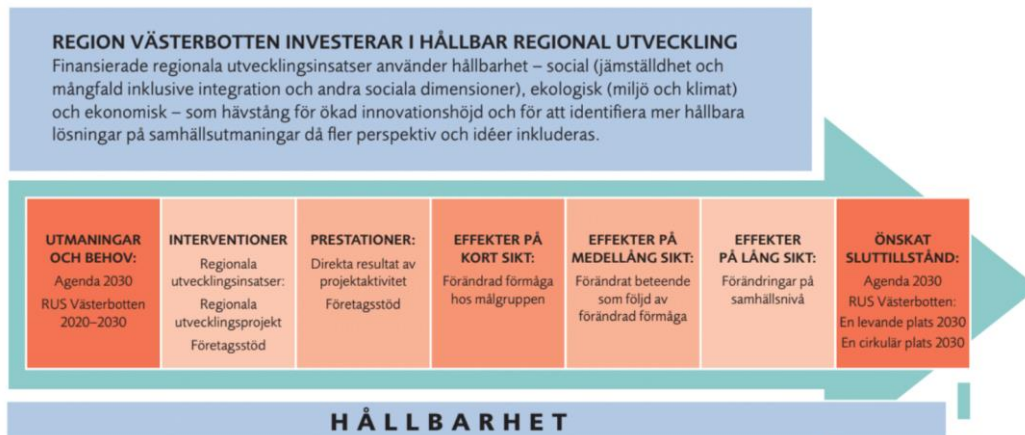 REGION VÄSTERBOTTEN INVESTERAR I HÅLLBAR REGIONAL UTVECKLING
Finansierade regionala utvecklingsinsatser använder hållbarhet – social (jämställdhet och
mångfald inklusive integration och andra sociala dimensioner), ekologisk (miljö och klimat)
och ekonomisk – som hävstång för ökad innovationshöjd och för att identifiera mer hållbara
lösningar på samhällsutmaningar då fler perspektiv och idéer inkluderas.
UTMANINGAR
OCH BEHOV:
Agenda 2030
RUS Västerbotten
2020–2030
INTERVENTIONER
Regionala
utvecklingsinsatser:
Regionala
utvecklingsprojekt
Företagsstöd
PRESTATIONER:
Direkta resultat av
projektaktivitet
Företagsstöd
EFFEKTER PÅ
KORT SIKT:
Förändrad förmåga
hos målgruppen
EFFEKTER PÅ
MEDELLÅNG SIKT:
Förändrat beteende
som följd av
förändrad förmåga
EFFEKTER
PÅ LÅNG SIKT:
Förändringar på
samhällsnivå
ÖNSKAT
SLUTTILLSTÅND:
Agenda 2030
RUS Västerbotten:
En levande plats 2030
En cirkulär plats 2030
HÅLLBARHET